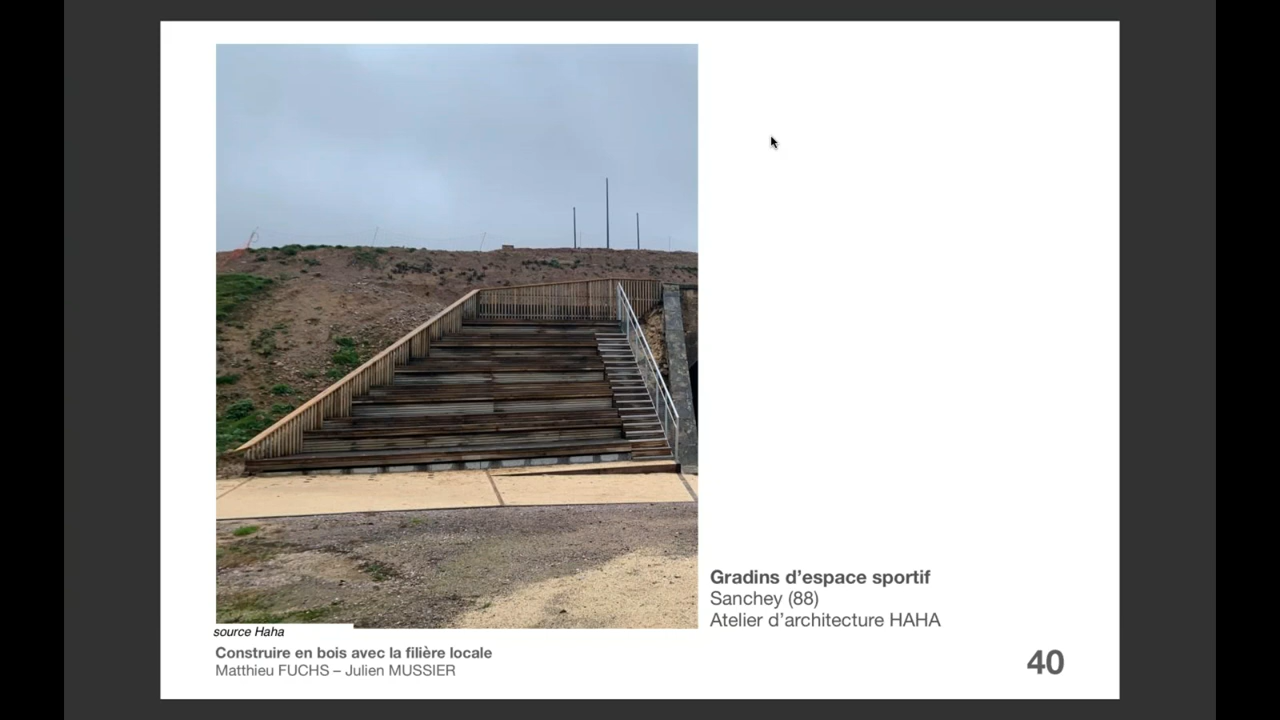 Gradins d’espace sportif
Sanchey (88)
Atelier d’architecture HAHA
source Haha
Construire en bois avec la filière locale
Matthieu FUCHS – Julien MUSSIER
40